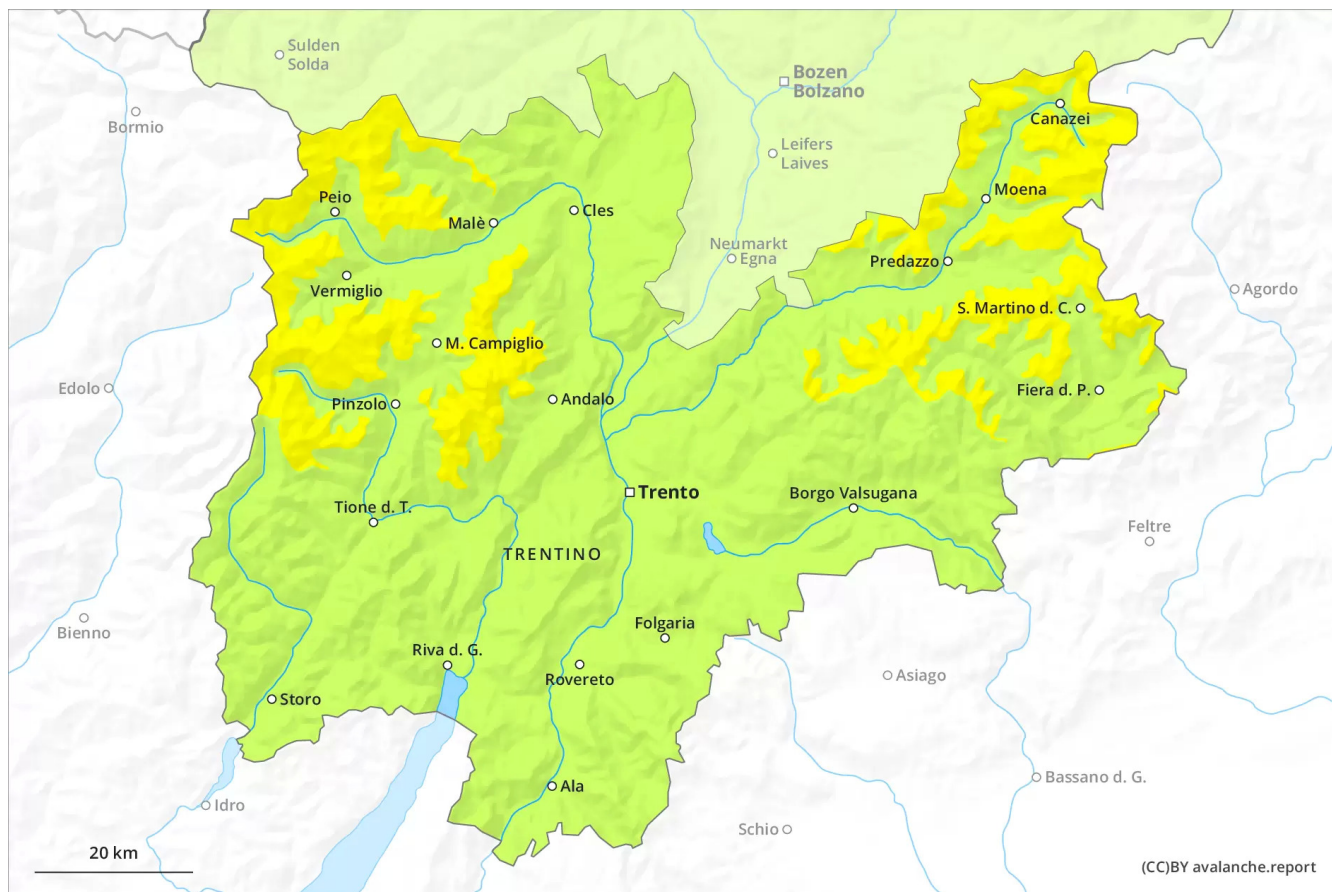 Sulden
Solda
Bozen
Bolzano
Bormio
Canazei
Leifers
Laives
Peio
Moena
Malè
Cles
Neumarkt
Egna
Predazzo
Vermiglio
Agordo
S. Martino d. C.
M. Campiglio
Edolo
Pinzolo
Andalo
Fiera d. P.
Trento
Borgo Valsugana
Tione d. T.
Feltre
TRENTINO
Bienno
Folgaria
Riva d. G.
Rovereto
Asiago
Storo
Bassano d. G.
Ala
Idro
Schio
20 km
(CC)BY avalanche.report